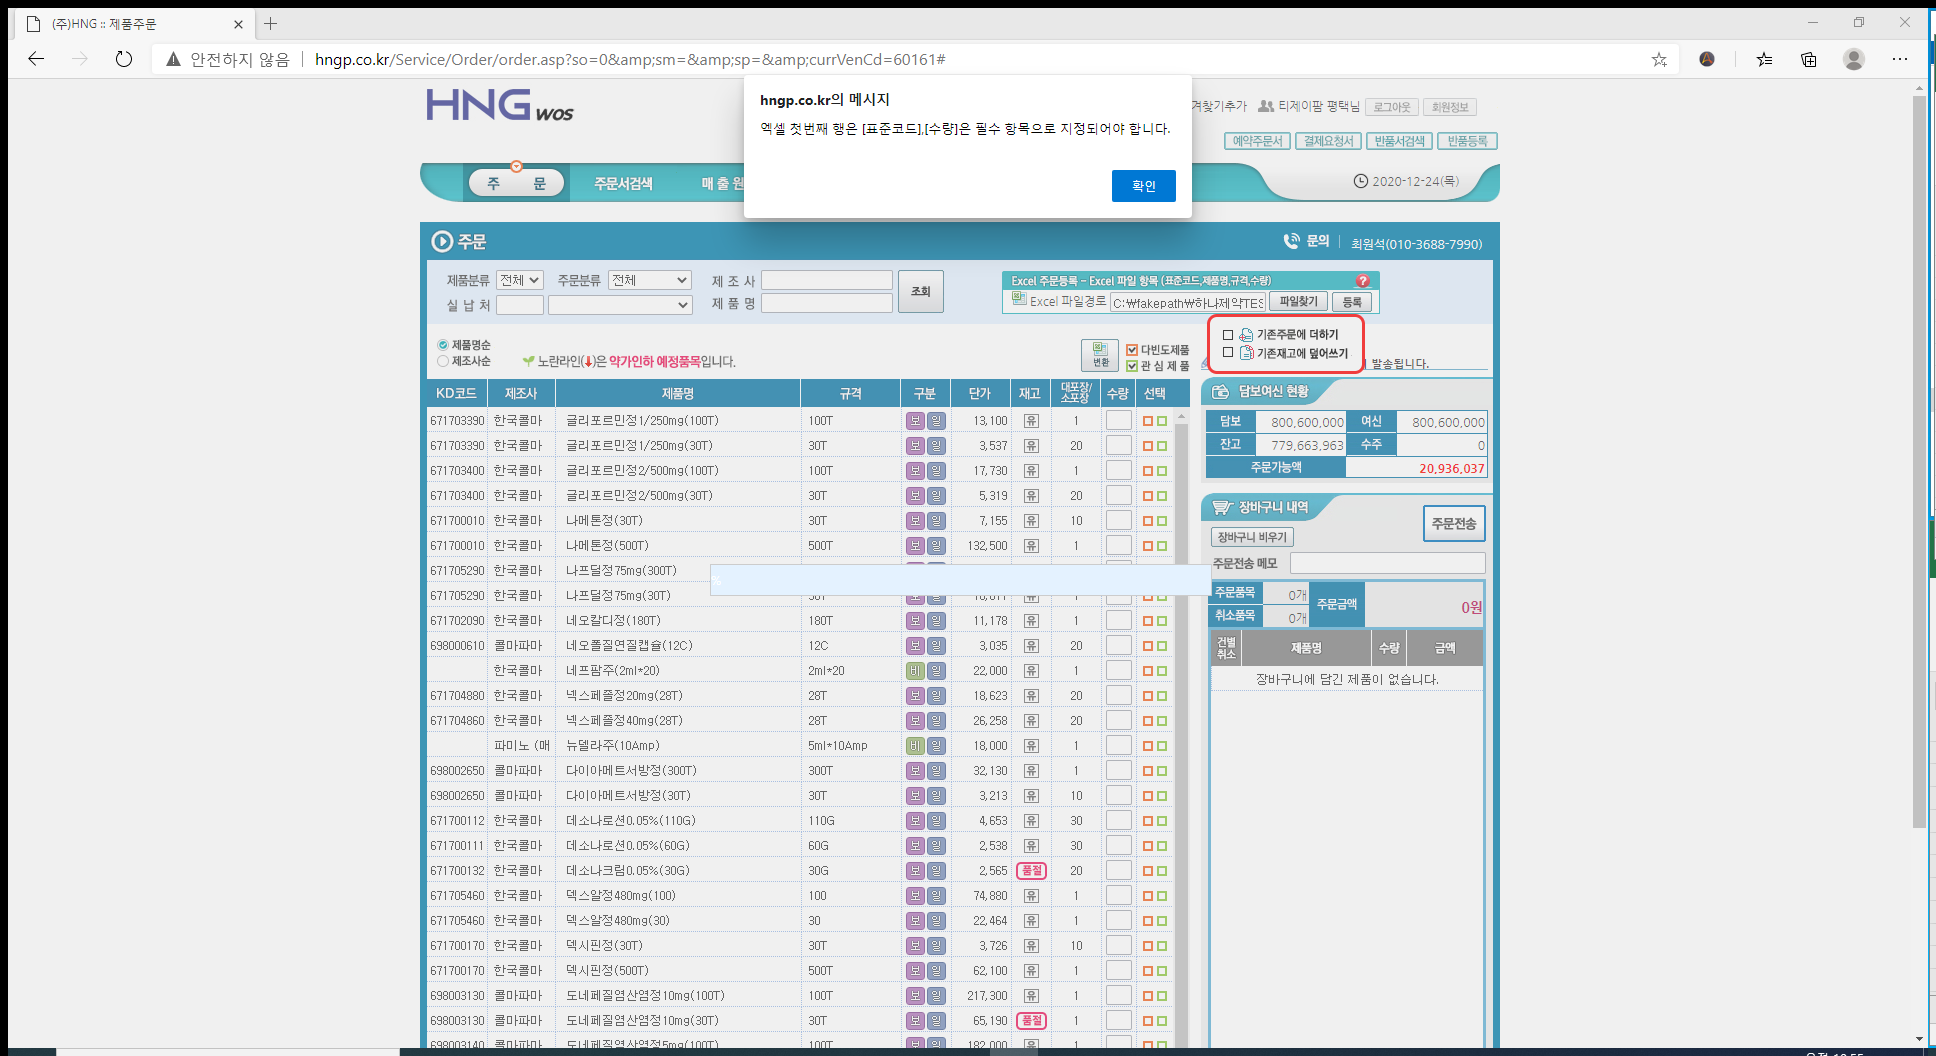 (주)HNG :: 제품주문
안전하지 않음
hngp.co.kr/Service/Order/order.asp?so=0&amp;sm=&amp;sp=&amp;currVenCd=60161#
hngp.co.kr의 메시지
엑셀 첫번째 행은 [표준코드],[수량]은 필수 항목으로 지정되어야 합니다.
확인
HNG wos
겨찾기추가 티제이팜 평택님 로그아웃 회원정보
예약주문서 결제요청서 반품서검색 반품등록
주 문 주문서검색 매 출 원 2020-12-24(목)
주문 문의 최원석(010-3688-7990)
제품분류 전체 주문분류 전체 제 조 사 조회
실 납 처 제 품 명
Excel 주문등록 - Excel 파일 항목 (표준코드,제품명,규격,수량) ?
Excel 파일경로 C:₩fakepath₩하나제약TES 파일찾기 등록
기존주문에 더하기
기존재고에 덮어쓰기 발송됩니다.
제품명순
제조사순
노란라인(↓)은 약가인하 예정품목입니다.
변환 다빈도제품
관 심 제 품
KD코드 제조사 제품명 규격 구분 단가 재고 대포장/소포장 수량 선택
671703390 한국콜마 글리포르민정1/250mg(100T) 100T 보 일 13,100 유 1
671703390 한국콜마 글리포르민정1/250mg(30T) 30T 보 일 3,537 유 20
671703400 한국콜마 글리포르민정2/500mg(100T) 100T 보 일 17,730 유 1
671703400 한국콜마 글리포르민정2/500mg(30T) 30T 보 일 5,319 유 20
671700010 한국콜마 나메톤정(30T) 30T 보 일 7,155 유 10
671700010 한국콜마 나메톤정(500T) 500T 보 일 132,500 유 1
671705290 한국콜마 나프딜정75mg(300T)
%
671705290 한국콜마 나프딜정75mg(30T)
671702090 한국콜마 네오칼디정(180T) 180T 보 일 11,178 유 1
698000610 콜마파마 네오폴질연질캡슐(12C) 12C 보 일 3,035 유 20
한국콜마 네프팜주(2ml*20) 2ml*20 비 일 22,000 유 1
671704880 한국콜마 넥스페플정20mg(28T) 28T 보 일 18,623 유 20
671704860 한국콜마 넥스페플정40mg(28T) 28T 보 일 26,258 유 20
파미노 (매 뉴델라주(10Amp) 5ml*10Amp 비 일 18,000 유 1
698002650 콜마파마 다이아메트서방정(300T) 300T 보 일 32,130 유 1
698002650 콜마파마 다이아메트서방정(30T) 30T 보 일 3,213 유 10
671700112 한국콜마 데소나로션0.05%(110G) 110G 보 일 4,653 유 30
671700111 한국콜마 데소나로션0.05%(60G) 60G 보 일 2,538 유 30
671700132 한국콜마 데소나크림0.05%(30G) 30G 보 일 2,565 품절 20
671705460 한국콜마 덱스알정480mg(100) 100 보 일 74,880 유 1
671705460 한국콜마 덱스알정480mg(30) 30 보 일 22,464 유 1
671700170 한국콜마 덱시핀정(30T) 30T 보 일 3,726 유 10
671700170 한국콜마 덱시핀정(500T) 500T 보 일 62,100 유 1
698003130 콜마파마 도네페질염산염정10mg(100T) 100T 보 일 217,300 유 1
698003130 콜마파마 도네페질염산염정10mg(30T) 30T 보 일 65,190 품절 1
698003140 콜마파마 도네페질염산염정5mg(100T) 100T 보 일 182,000 유 1
담보여신 현황
담보 800,600,000 여신 800,600,000
잔고 779,663,963 수주 0
주문가능액 20,936,037
장바구니 내역
주문전송
장바구니 비우기
주문전송 메모
주문품목 0개 주문금액 0원
취소품목 0개
건별취소 제품명 수량 금액
장바구니에 담긴 제품이 없습니다.